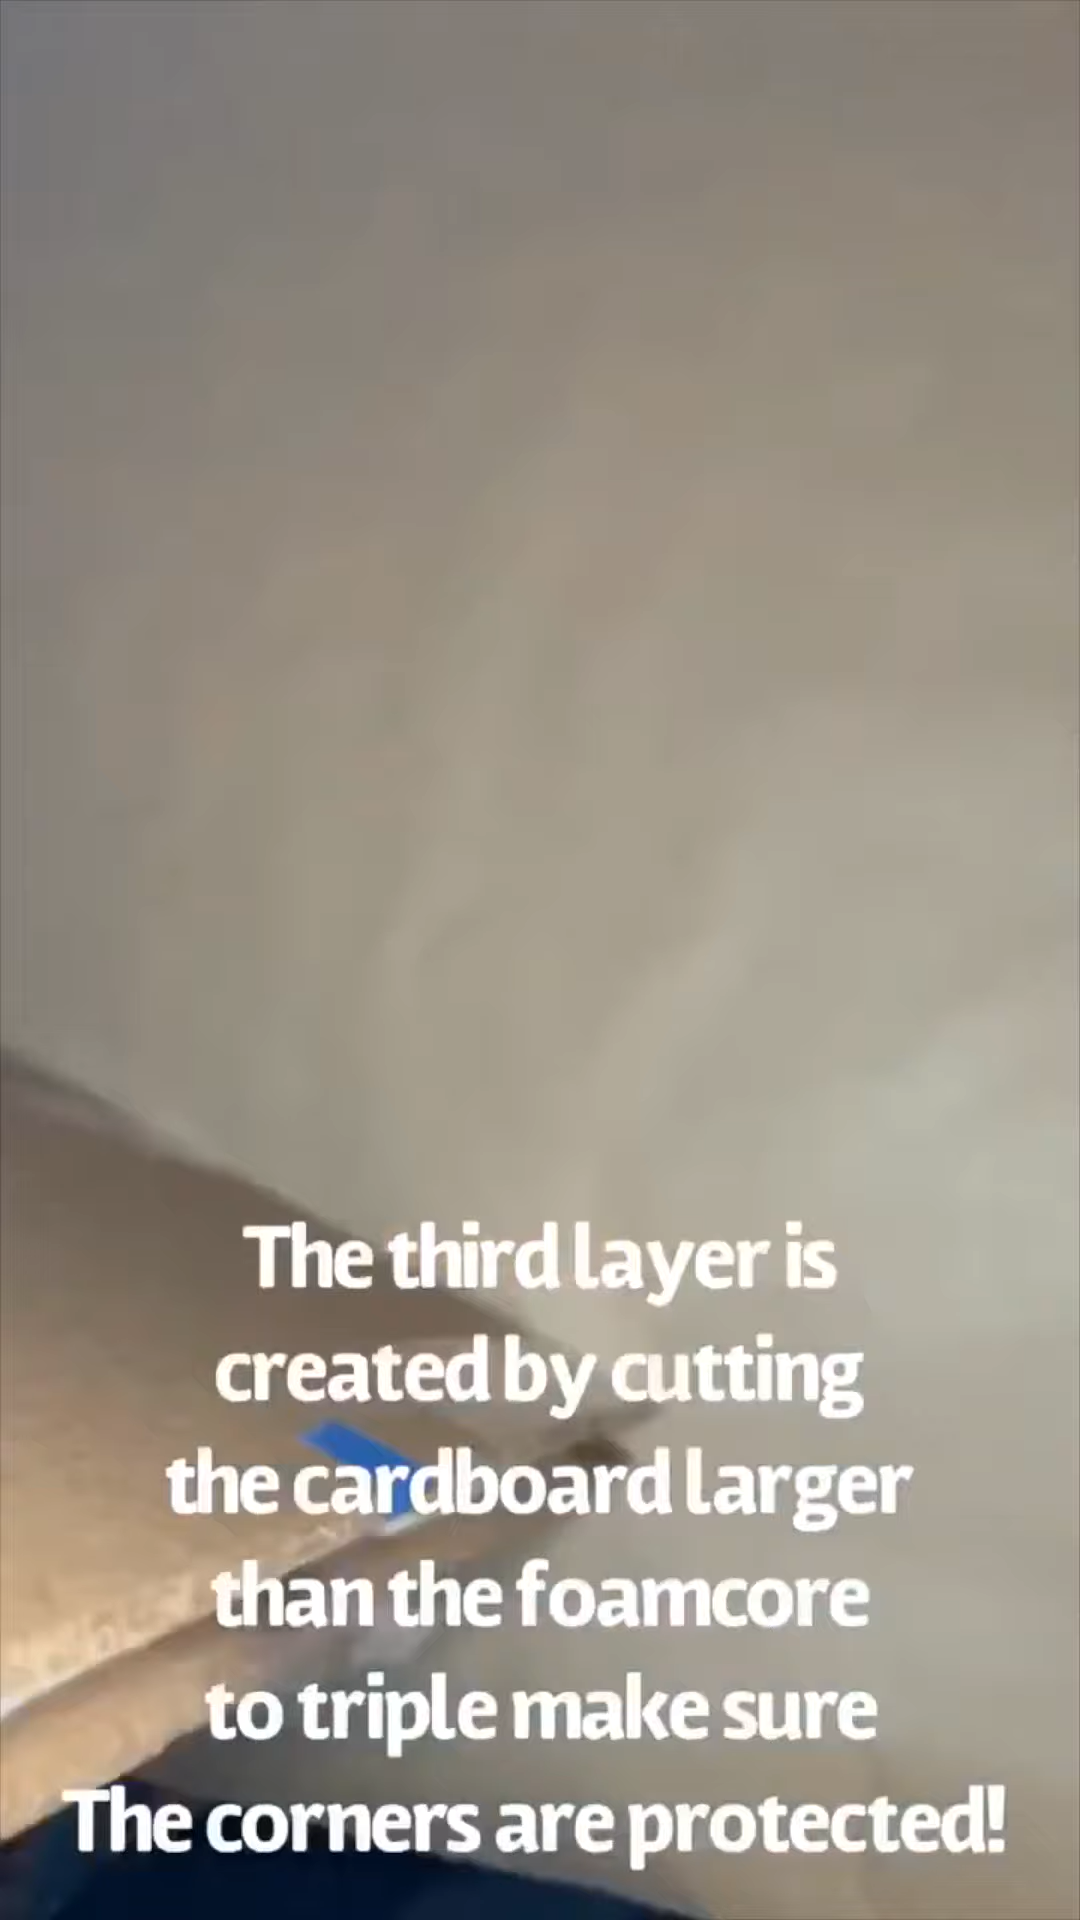 The third layer is
created by cutting
the cardboard larger
than the foamcore
to triple make sure
The corners are protected!